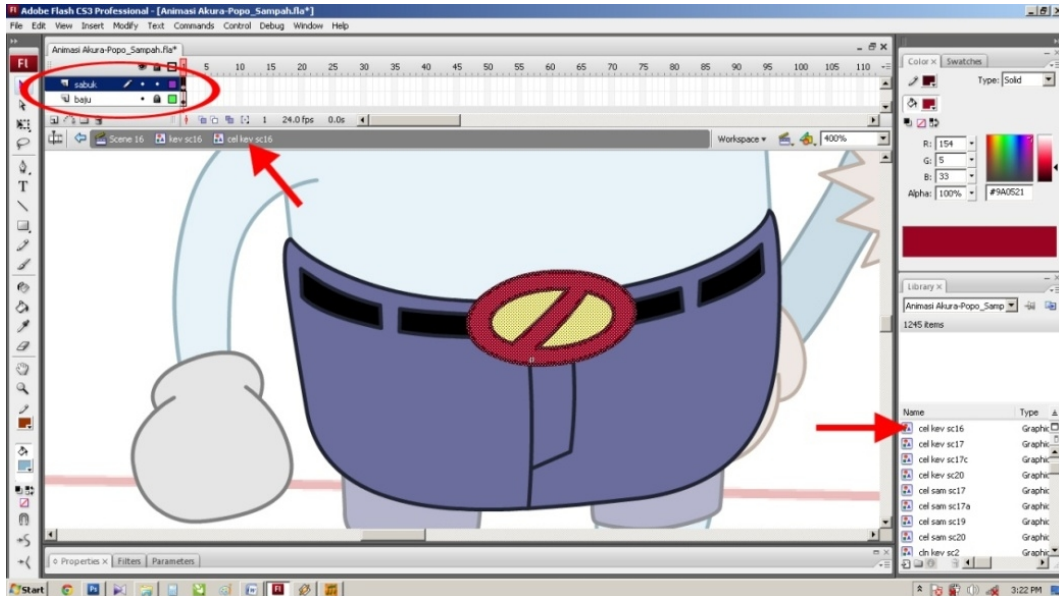 Adobe Flash CS3 Professional - [Animasi Akura-Popo_Sampah.fla*]
File Edit View Insert Modify Text Commands Control Debug Window Help
Fl
Animasi Akura-Popo_Sampah.fla*
5 10 15 20 25 30 35 40 45 50 55 60 65 70 75 80 85 90 95 100 105 110
sabuk
baju
1 24.0 fps 0.0s
Scene 16 kev sc16 cel kev sc16 Workspace 400%
Color Swatches
Type: Solid
R: 154
G: 5
B: 33
Alpha: 100% #9A0521
Library
Animasi Akura-Popo_Samp
1245 items
Name Type
cel kev sc16 Graphic
cel kev sc17 Graphic
cel kev sc17c Graphic
cel kev sc20 Graphic
cel sam sc17 Graphic
cel sam sc17a Graphic
cel sam sc19 Graphic
cel sam sc20 Graphic
dn kev sc2 Graphic
Properties Filters Parameters
Start 3:22 PM